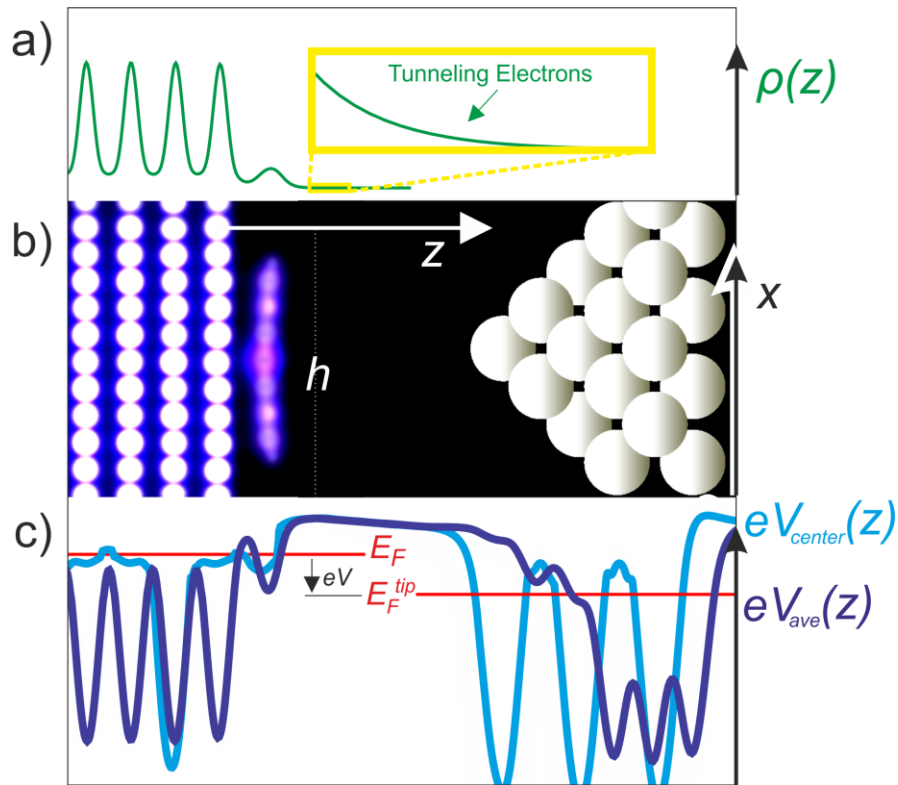 a)
Tunneling Electrons
ρ(z)
b)
z
h
x
c)
E_F
eV
E_F^tip
eV_center(z)
eV_ave(z)